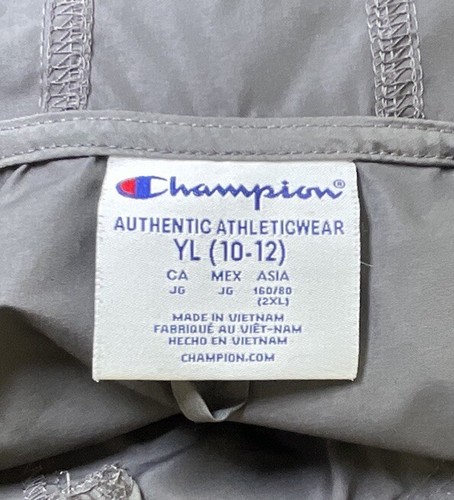 Champion®
AUTHENTIC ATHLETICWEAR
YL (10-12)
CA MEX ASIA
JG JG 160/80
(2XL)
MADE IN VIETNAM
FABRIQUÉ AU VIÊT-NAM
HECHO EN VIETNAM
CHAMPION.COM